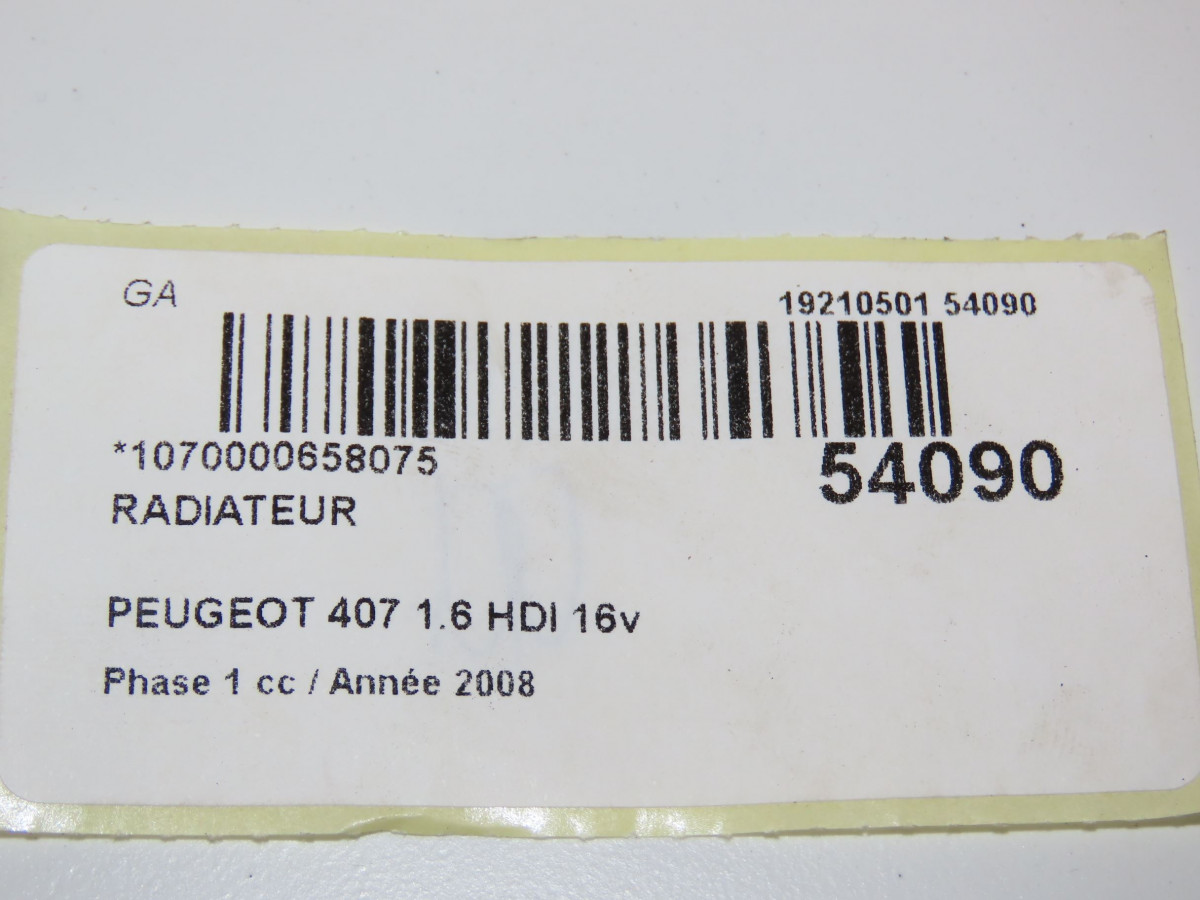 GA
19210501 54090
*1070000658075
54090
RADIATEUR
PEUGEOT 407 1.6 HDI 16v
Phase 1 cc / Année 2008